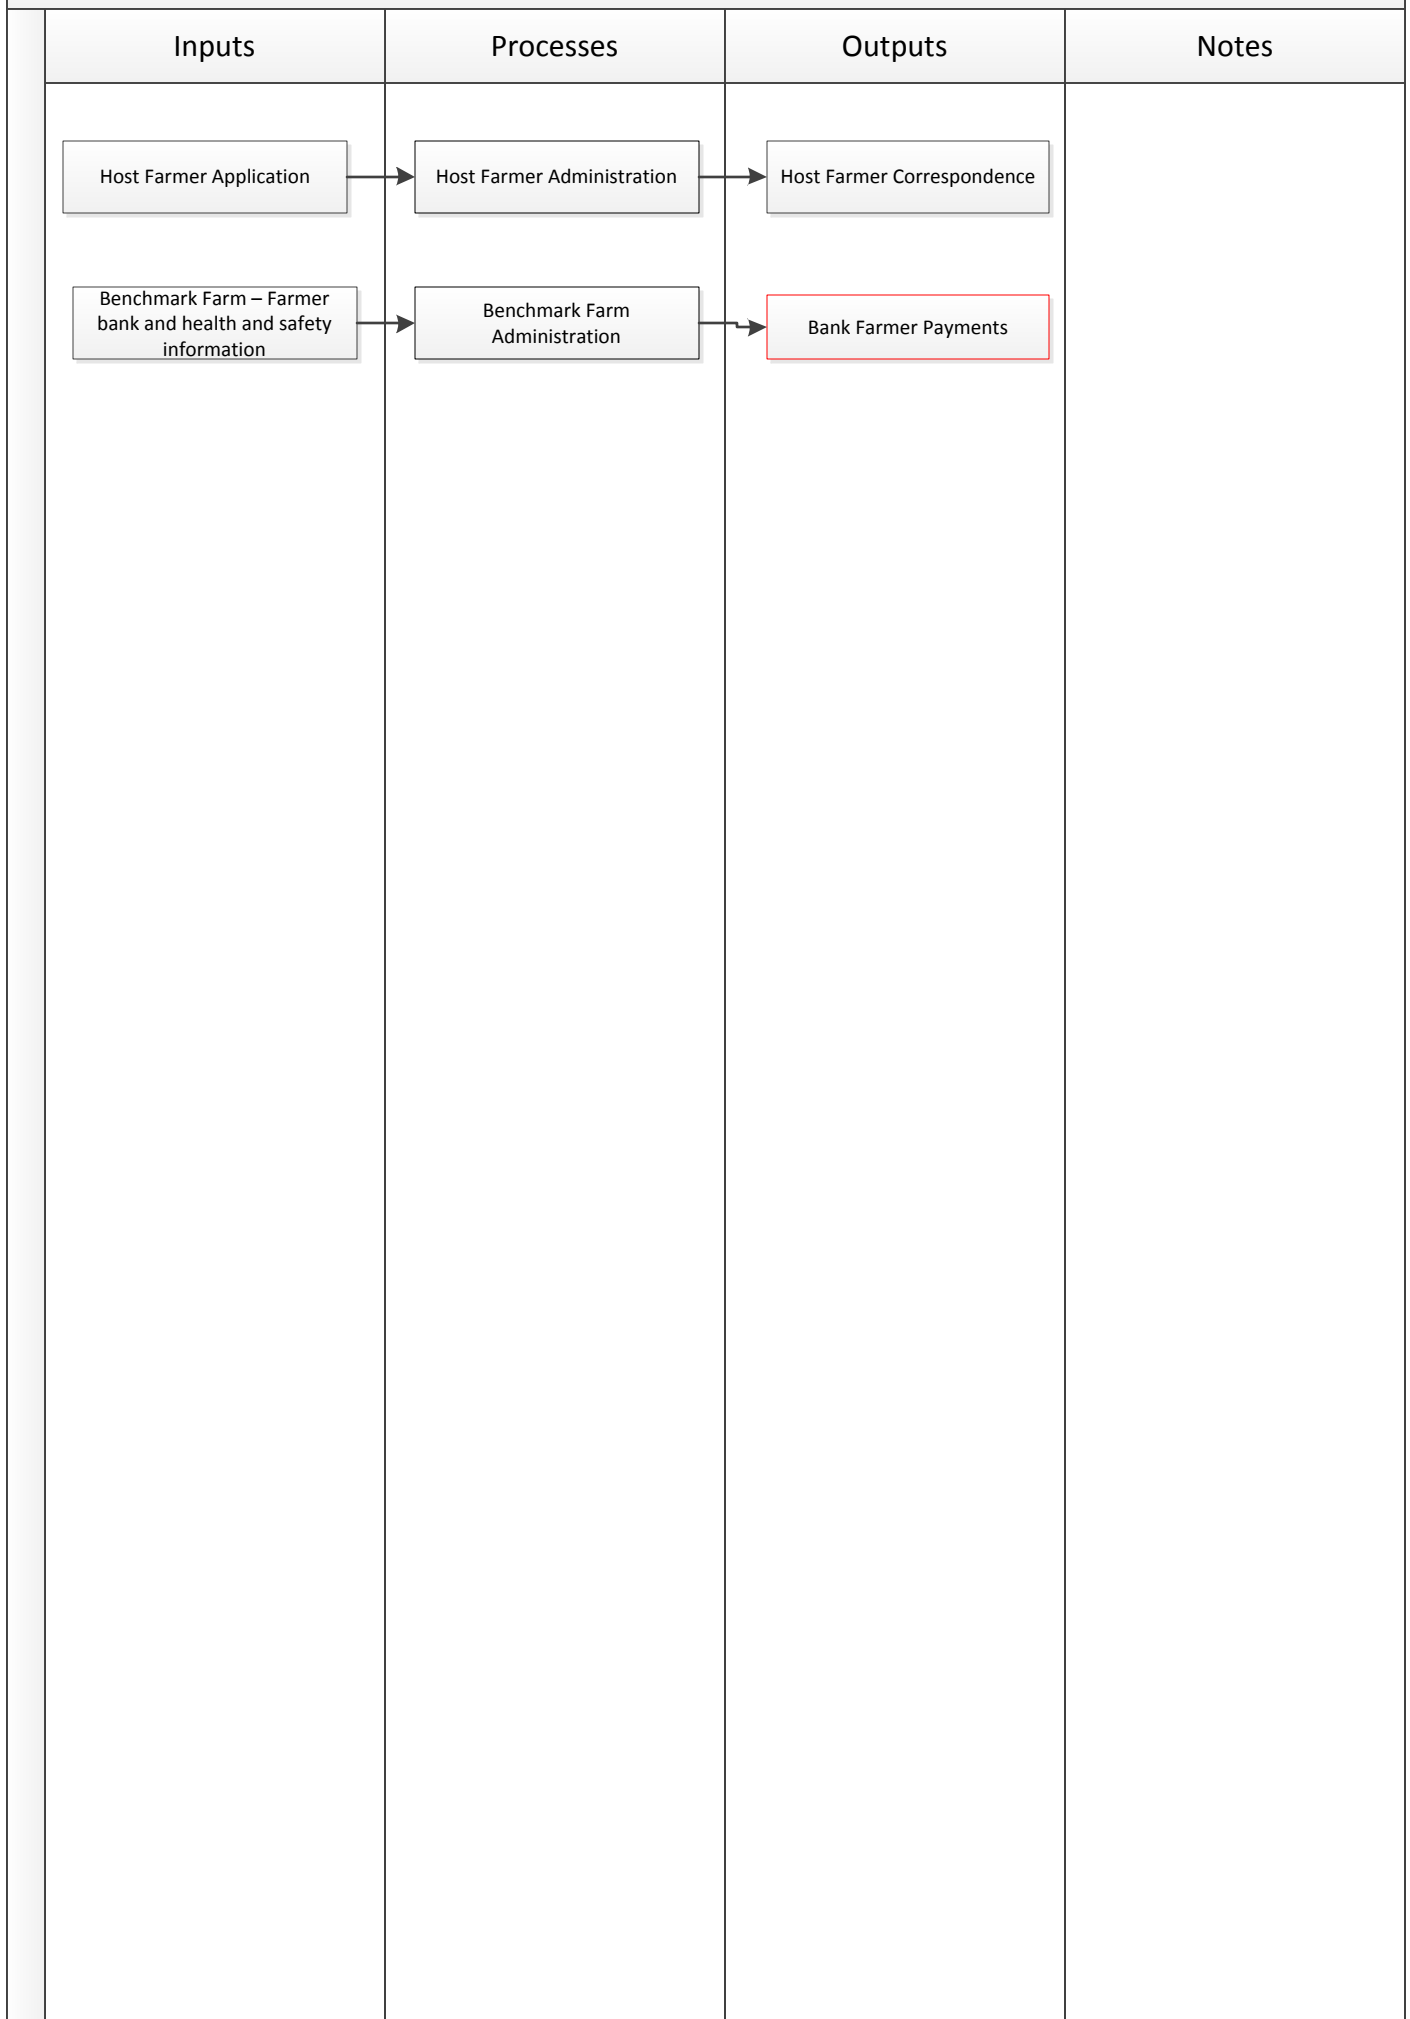 Inputs
Processes
Outputs
Notes
Host Farmer Application
Host Farmer Administration
Host Farmer Correspondence
Benchmark Farm – Farmer
bank and health and safety
information
Benchmark Farm
Administration
Bank Farmer Payments